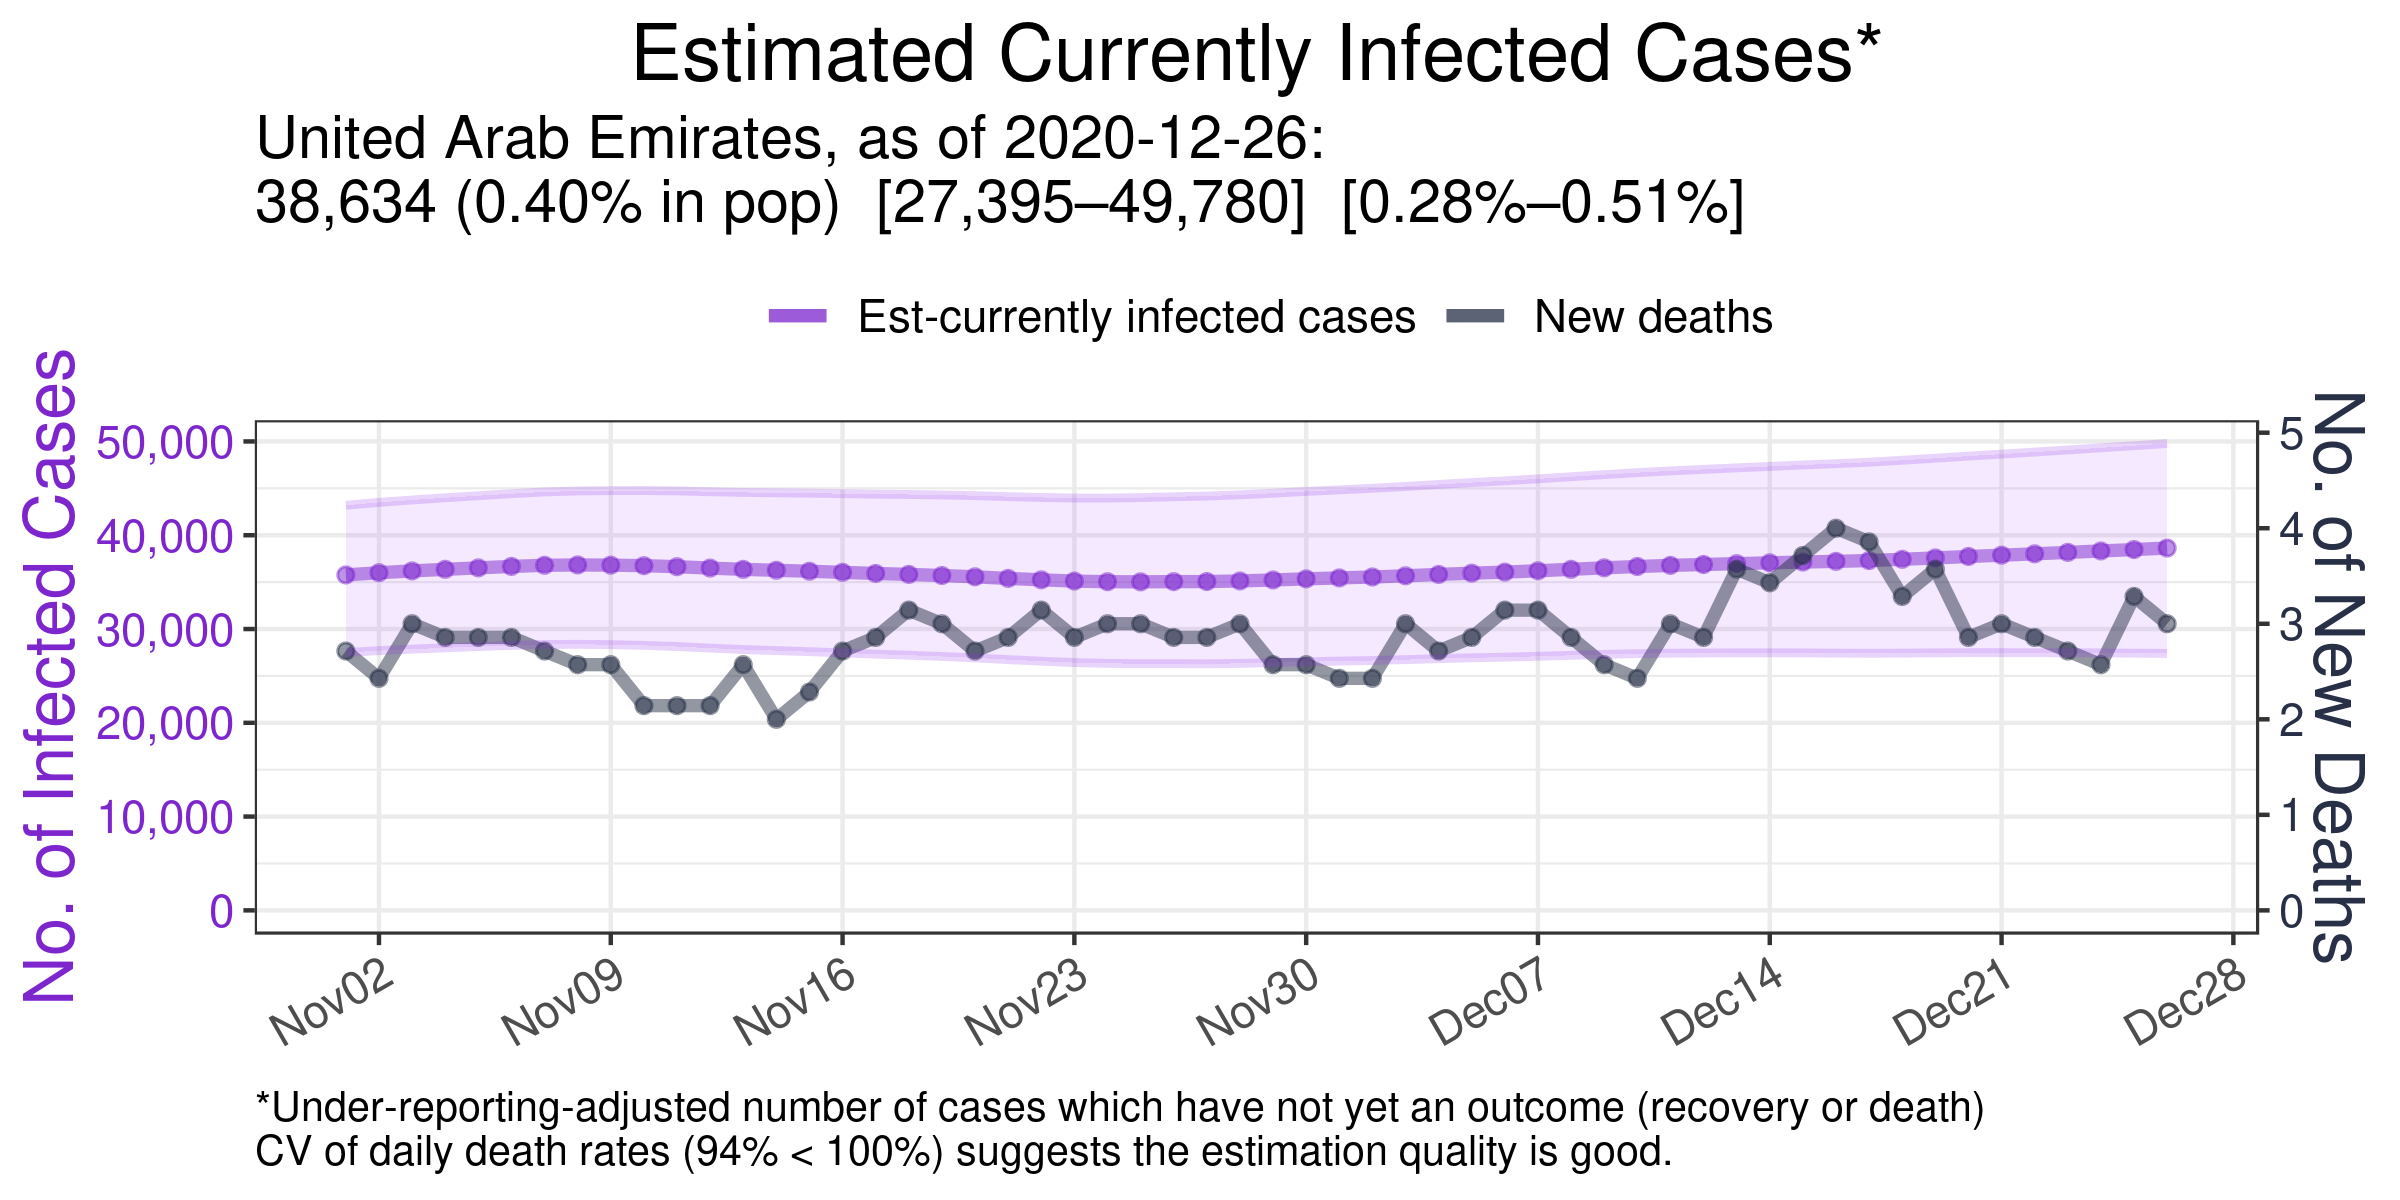 Estimated Currently Infected Cases*
United Arab Emirates, as of 2020-12-26:
38,634 (0.40% in pop)  [27,395–49,780]  [0.28%–0.51%]
Est-currently infected cases
New deaths
No. of Infected Cases
50,000
40,000
30,000
20,000
10,000
0
No. of New Deaths
5
4
3
2
1
0
Nov02
Nov09
Nov16
Nov23
Nov30
Dec07
Dec14
Dec21
Dec28
*Under-reporting-adjusted number of cases which have not yet an outcome (recovery or death)
CV of daily death rates (94% < 100%) suggests the estimation quality is good.